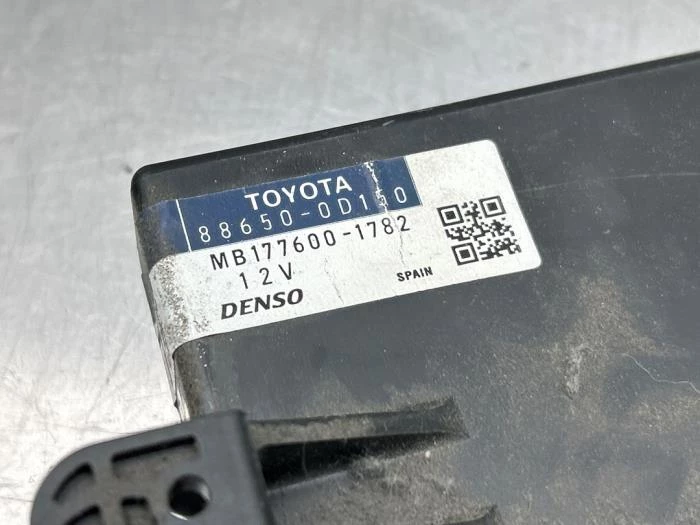 TOYOTA
88650-0D150
MB177600-1782
12V
SPAIN
DENSO